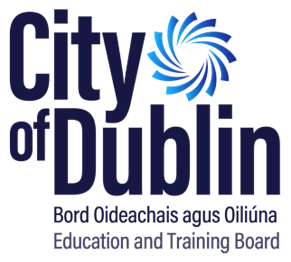 City
of Dublin
Bord Oideachais agus Oiliúna
Education and Training Board